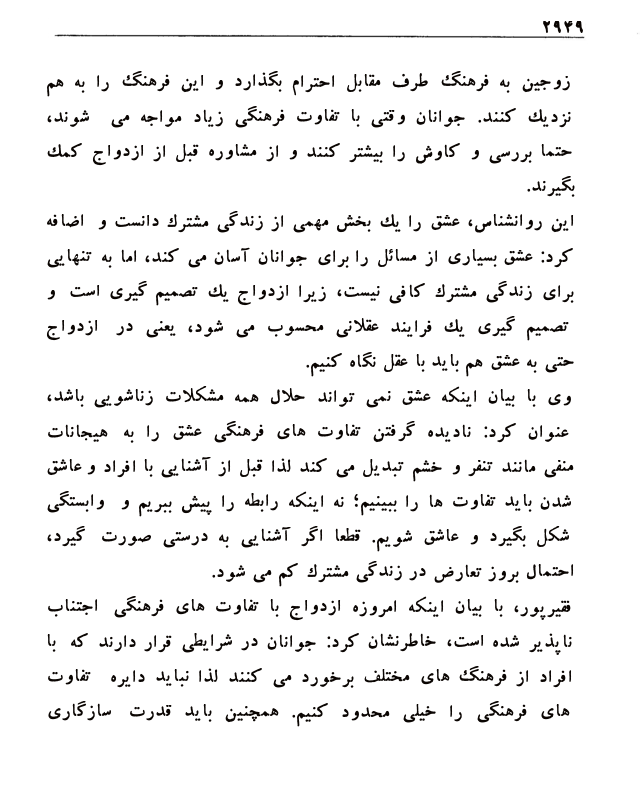 ۲۹۴۹
زوجین به فرهنگ طرف مقابل احترام بگذارد و این فرهنگ را به هم
نزدیك کنند. جوانان وقتی با تفاوت فرهنگی زیاد مواجه می شوند،
حتما بررسی و کاوش را بیشتر کنند و از مشاوره قبل از ازدواج کمك
بگیرند.
این روانشناس، عشق را یك بخش مهمی از زندگی مشترك دانست و اضافه
کرد: عشق بسیاری از مسائل را برای جوانان آسان می کند، اما به تنهایی
برای زندگی مشترك کافی نیست، زیرا ازدواج یك تصمیم گیری است و
تصمیم گیری یك فرایند عقلانی محسوب می شود، یعنی در ازدواج
حتی به عشق هم باید با عقل نگاه کنیم.
وی با بیان اینکه عشق نمی تواند حلال همه مشکلات زناشویی باشد،
عنوان کرد: نادیده گرفتن تفاوت های فرهنگی عشق را به هیجانات
منفی مانند تنفر و خشم تبدیل می کند لذا قبل از آشنایی با افراد و عاشق
شدن باید تفاوت ها را ببینیم؛ نه اینکه رابطه را پیش ببریم و وابستگی
شکل بگیرد و عاشق شویم. قطعا اگر آشنایی به درستی صورت گیرد،
احتمال بروز تعارض در زندگی مشترك کم می شود.
فقیرپور، با بیان اینکه امروزه ازدواج با تفاوت های فرهنگی اجتناب
ناپذیر شده است، خاطرنشان کرد: جوانان در شرایطی قرار دارند که با
افراد از فرهنگ های مختلف برخورد می کنند لذا نباید دایره تفاوت
های فرهنگی را خیلی محدود کنیم. همچنین باید قدرت سازگاری